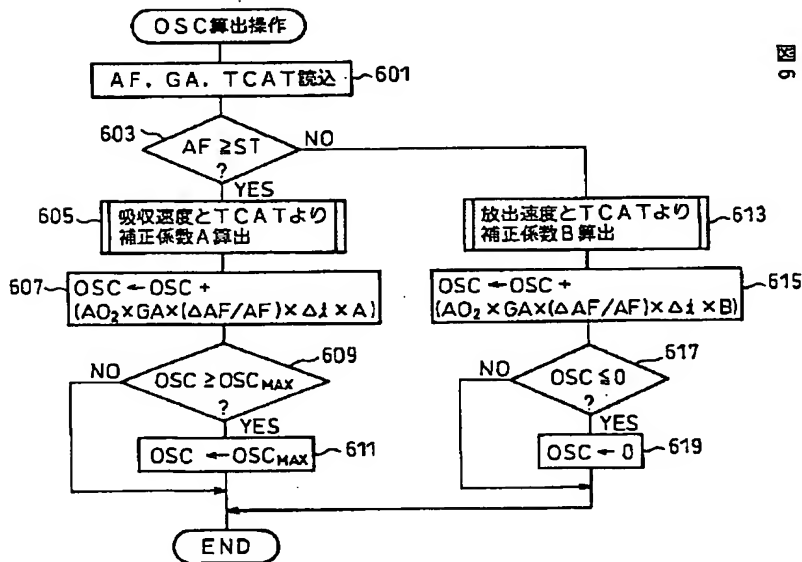 OSC算出操作
図
6
AF, GA, TCAT読込
601
603
AF≧ST
?
NO
YES
605
吸収速度とTCATより
補正係数A算出
放出速度とTCATより
補正係数B算出
613
607
OSC←OSC+
(AO₂×GA×(ΔAF/AF)×Δt×A)
OSC←OSC+
(AO₂×GA×(ΔAF/AF)×Δt×B)
615
609
NO
OSC≧OSCMAX
?
YES
617
NO
OSC≦0
?
YES
OSC←OSCMAX
611
OSC←0
619
END